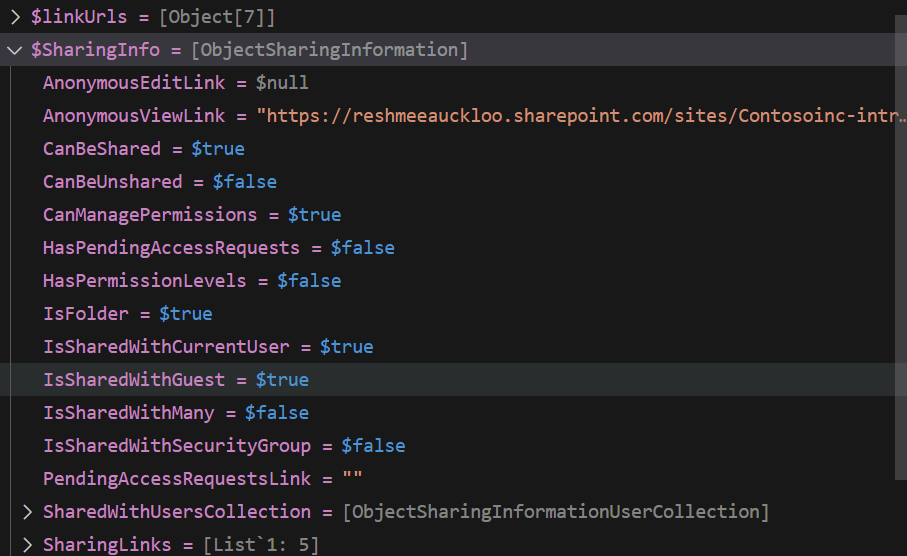 $linkUrls = [Object[7]]
$SharingInfo = [ObjectSharingInformation]
AnonymousEditLink = $null
AnonymousViewLink = "https://reshmeeauckloo.sharepoint.com/sites/Contosoinc-intr…
CanBeShared = $true
CanBeUnshared = $false
CanManagePermissions = $true
HasPendingAccessRequests = $false
HasPermissionLevels = $false
IsFolder = $true
IsSharedWithCurrentUser = $true
IsSharedWithGuest = $true
IsSharedWithMany = $false
IsSharedWithSecurityGroup = $false
PendingAccessRequestsLink = ""
SharedWithUsersCollection = [ObjectSharingInformationUserCollection]
SharingLinks = [List`1: 5]